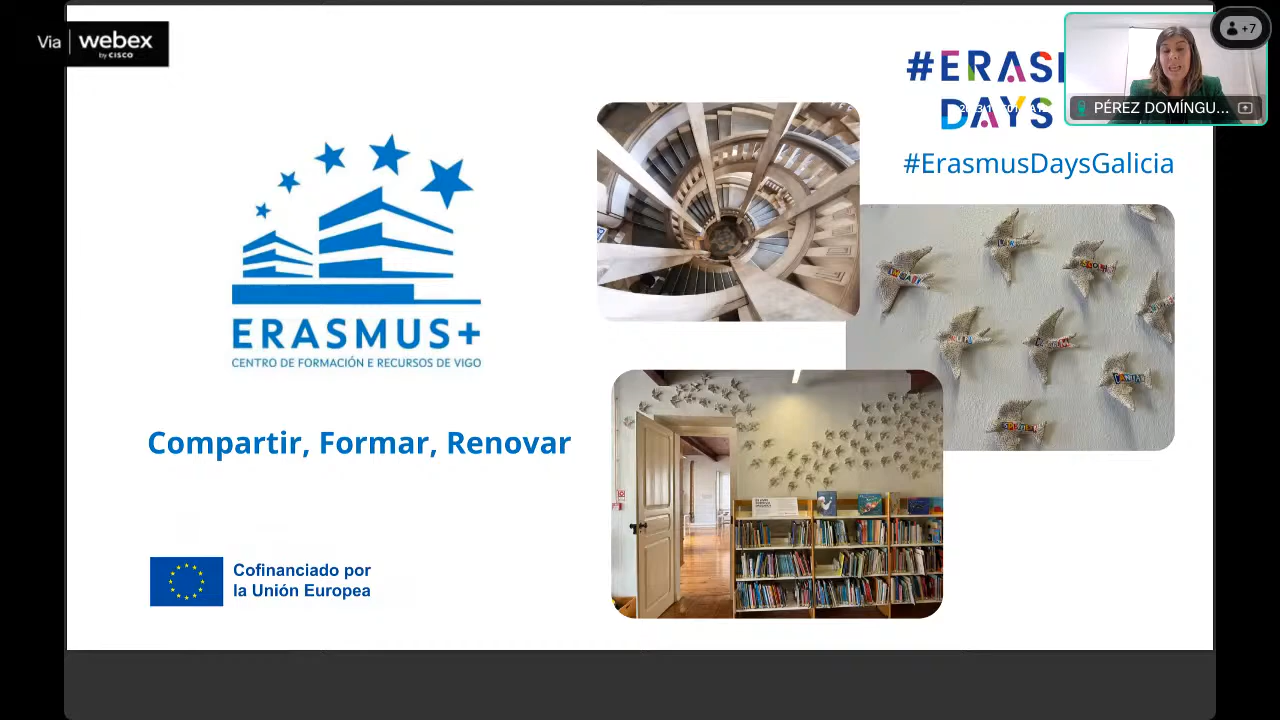 Via webex
by CISCO
#ERAS
DAYS
#ErasmusDaysGalicia
PÉREZ DOMÍNGU...
+7
ERASMUS+
CENTRO DE FORMACIÓN E RECURSOS DE VIGO
Compartir, Formar, Renovar
Cofinanciado por
la Unión Europea